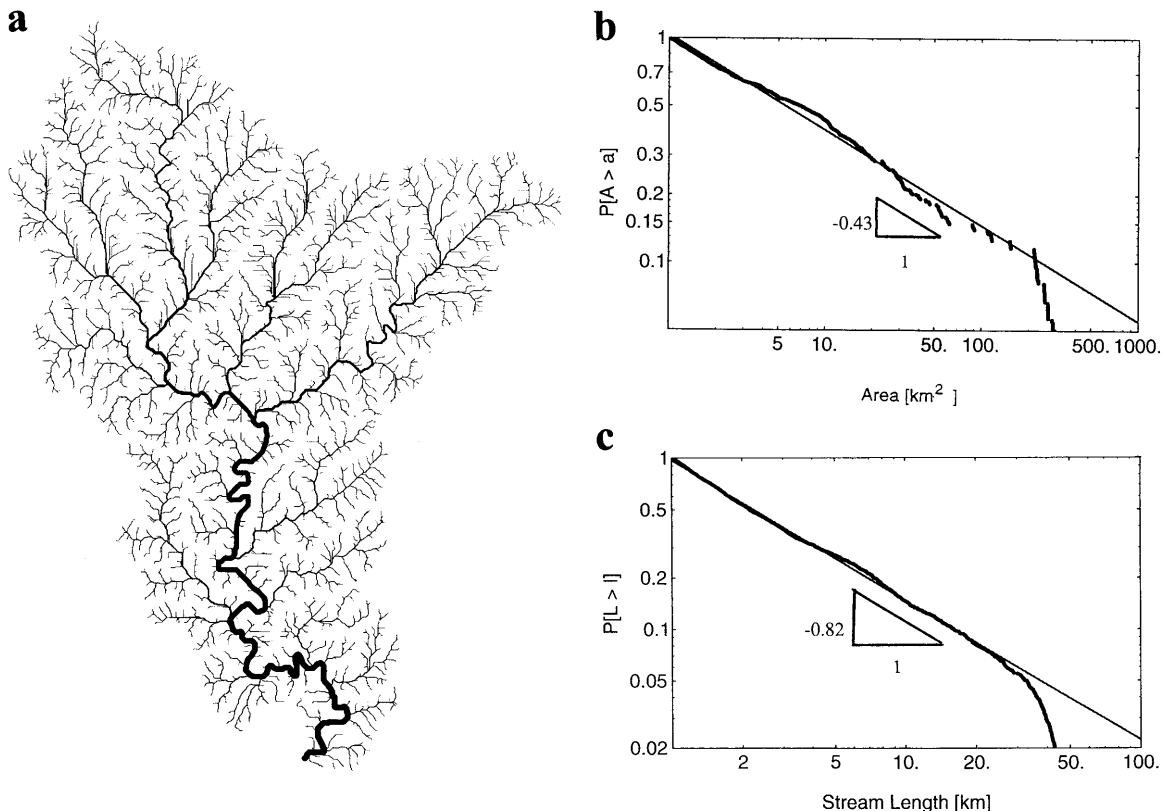 a
b
1
0.7
0.5
0.3
0.2
0.15
0.1
P[A > a]
-0.43
1
5 10. 50. 100. 500. 1000.
Area [km2 ]
c
1
0.5
0.2
0.1
0.05
0.02
P[L > l]
-0.82
1
2 5 10. 20. 50. 100.
Stream Length [km]